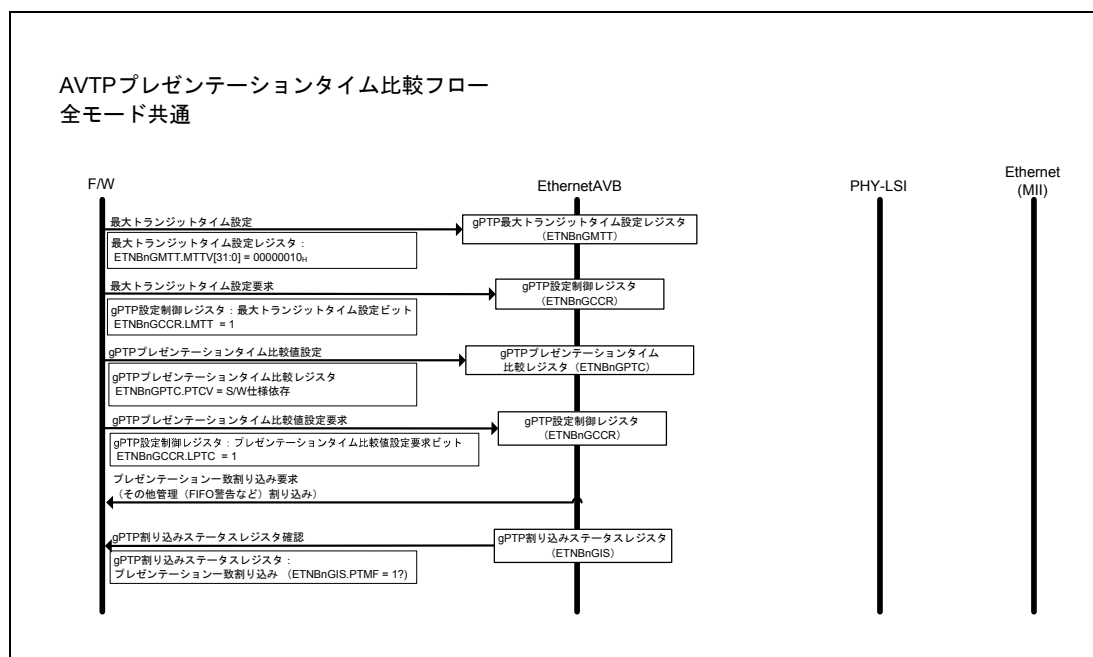 AVTPプレゼンテーションタイム比較フロー
全モード共通
F/W
EthernetAVB
PHY-LSI
Ethernet
(MII)
最大トランジットタイム設定
gPTP最大トランジットタイム設定レジスタ
（ETNBnGMTT）
最大トランジットタイム設定レジスタ：
ETNBnGMTT.MTTV[31:0] = 00000010H
最大トランジットタイム設定要求
gPTP設定制御レジスタ
（ETNBnGCCR）
gPTP設定制御レジスタ：最大トランジットタイム設定ビット
ETNBnGCCR.LMTT = 1
gPTPプレゼンテーションタイム比較値設定
gPTPプレゼンテーションタイム
比較レジスタ（ETNBnGPTC）
gPTPプレゼンテーションタイム比較レジスタ
ETNBnGPTC.PTCV = S/W仕様依存
gPTPプレゼンテーションタイム比較値設定要求
gPTP設定制御レジスタ
（ETNBnGCCR）
gPTP設定制御レジスタ：プレゼンテーションタイム比較値設定要求ビット
ETNBnGCCR.LPTC = 1
プレゼンテーション一致割り込み要求
（その他管理（FIFO警告など）割り込み）
gPTP割り込みステータスレジスタ確認
gPTP割り込みステータスレジスタ
（ETNBnGIS）
gPTP割り込みステータスレジスタ：
プレゼンテーション一致割り込み （ETNBnGIS.PTMF = 1?）